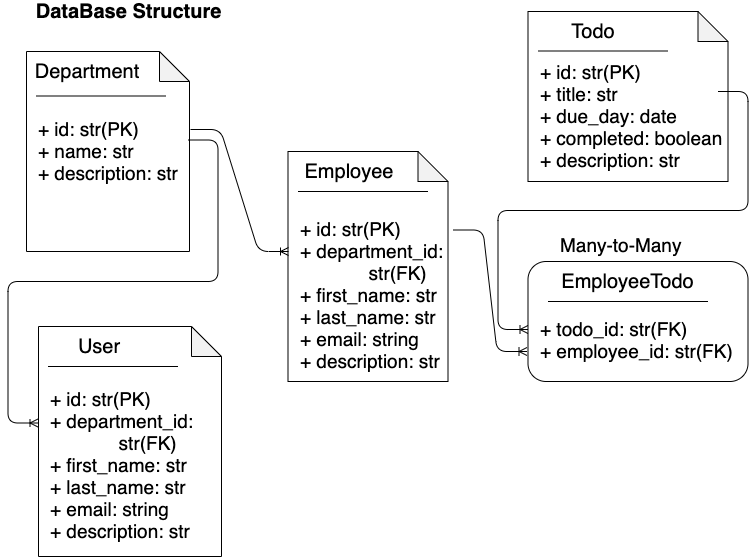 DataBase Structure
Department
+ id: str(PK)
+ name: str
+ description: str
Employee
+ id: str(PK)
+ department_id:
str(FK)
+ first_name: str
+ last_name: str
+ email: string
+ description: str
Todo
+ id: str(PK)
+ title: str
+ due_day: date
+ completed: boolean
+ description: str
Many-to-Many
EmployeeTodo
+ todo_id: str(FK)
+ employee_id: str(FK)
User
+ id: str(PK)
+ department_id:
str(FK)
+ first_name: str
+ last_name: str
+ email: string
+ description: str